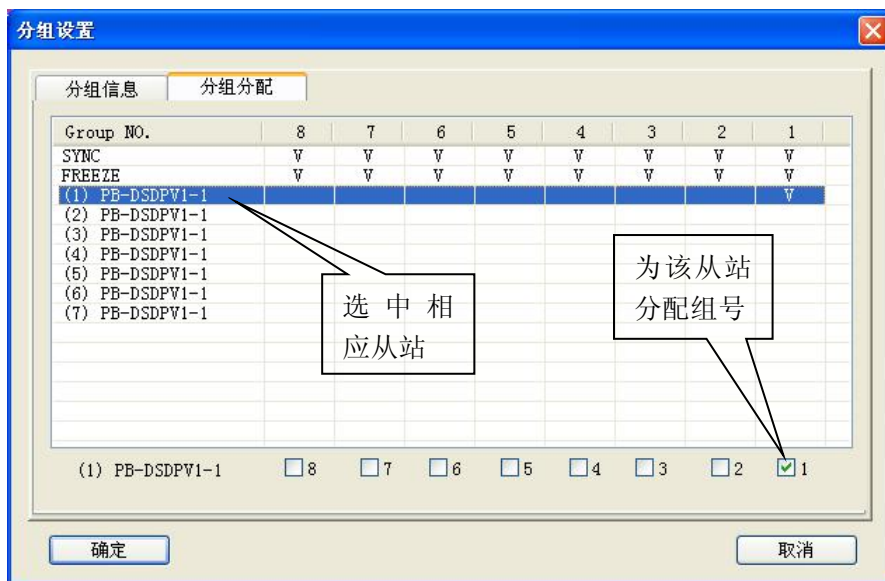 分组设置
分组信息 分组分配
Group NO. 8 7 6 5 4 3 2 1
SYNC V V V V V V V V
FREEZE V V V V V V V V
(1) PB-DSDPV1-1 V
(2) PB-DSDPV1-1
(3) PB-DSDPV1-1
(4) PB-DSDPV1-1
(5) PB-DSDPV1-1
(6) PB-DSDPV1-1
(7) PB-DSDPV1-1
选中相
应从站
为该从站
分配组号
(1) PB-DSDPV1-1 8 7 6 5 4 3 2 1
确定 取消